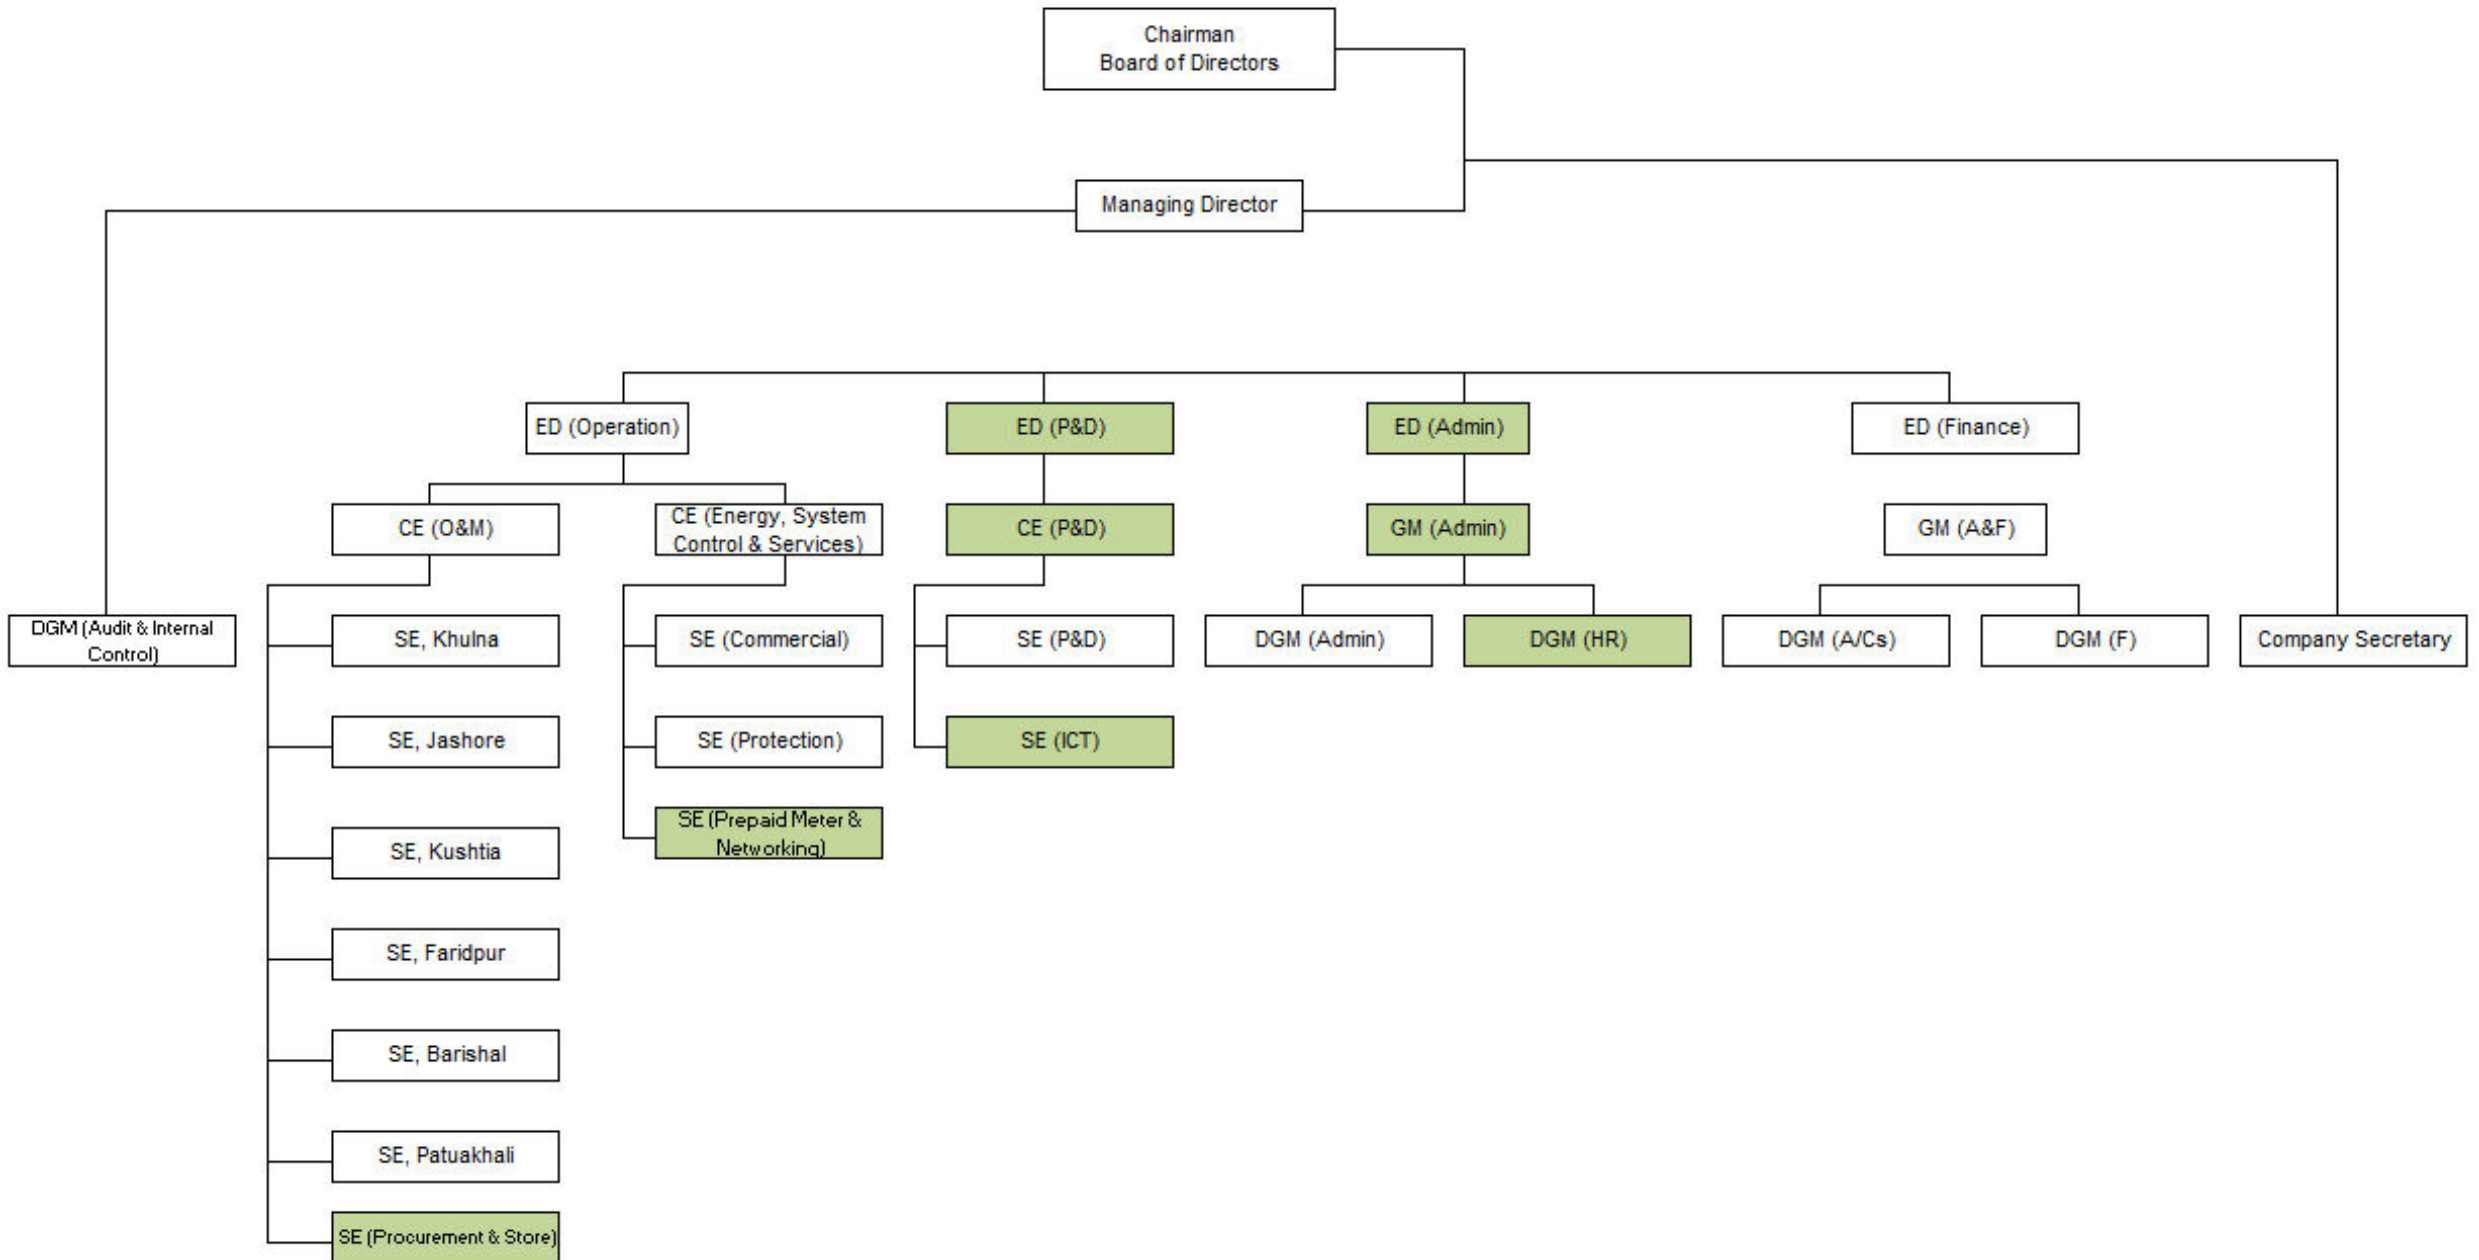 Chairman
Board of Directors
Managing Director
ED (Operation)
ED (P&D)
ED (Admin)
ED (Finance)
CE (O&M)
CE (Energy, System
Control & Services)
CE (P&D)
GM (Admin)
GM (A&F)
DGM (Audit & Internal
Control)
SE, Khulna
SE (Commercial)
SE (P&D)
DGM (Admin)
DGM (HR)
DGM (A/Cs)
DGM (F)
Company Secretary
SE, Jashore
SE (Protection)
SE (ICT)
SE, Kushtia
SE (Prepaid Meter &
Networking)
SE, Faridpur
SE, Barishal
SE, Patuakhali
SE (Procurement & Store)